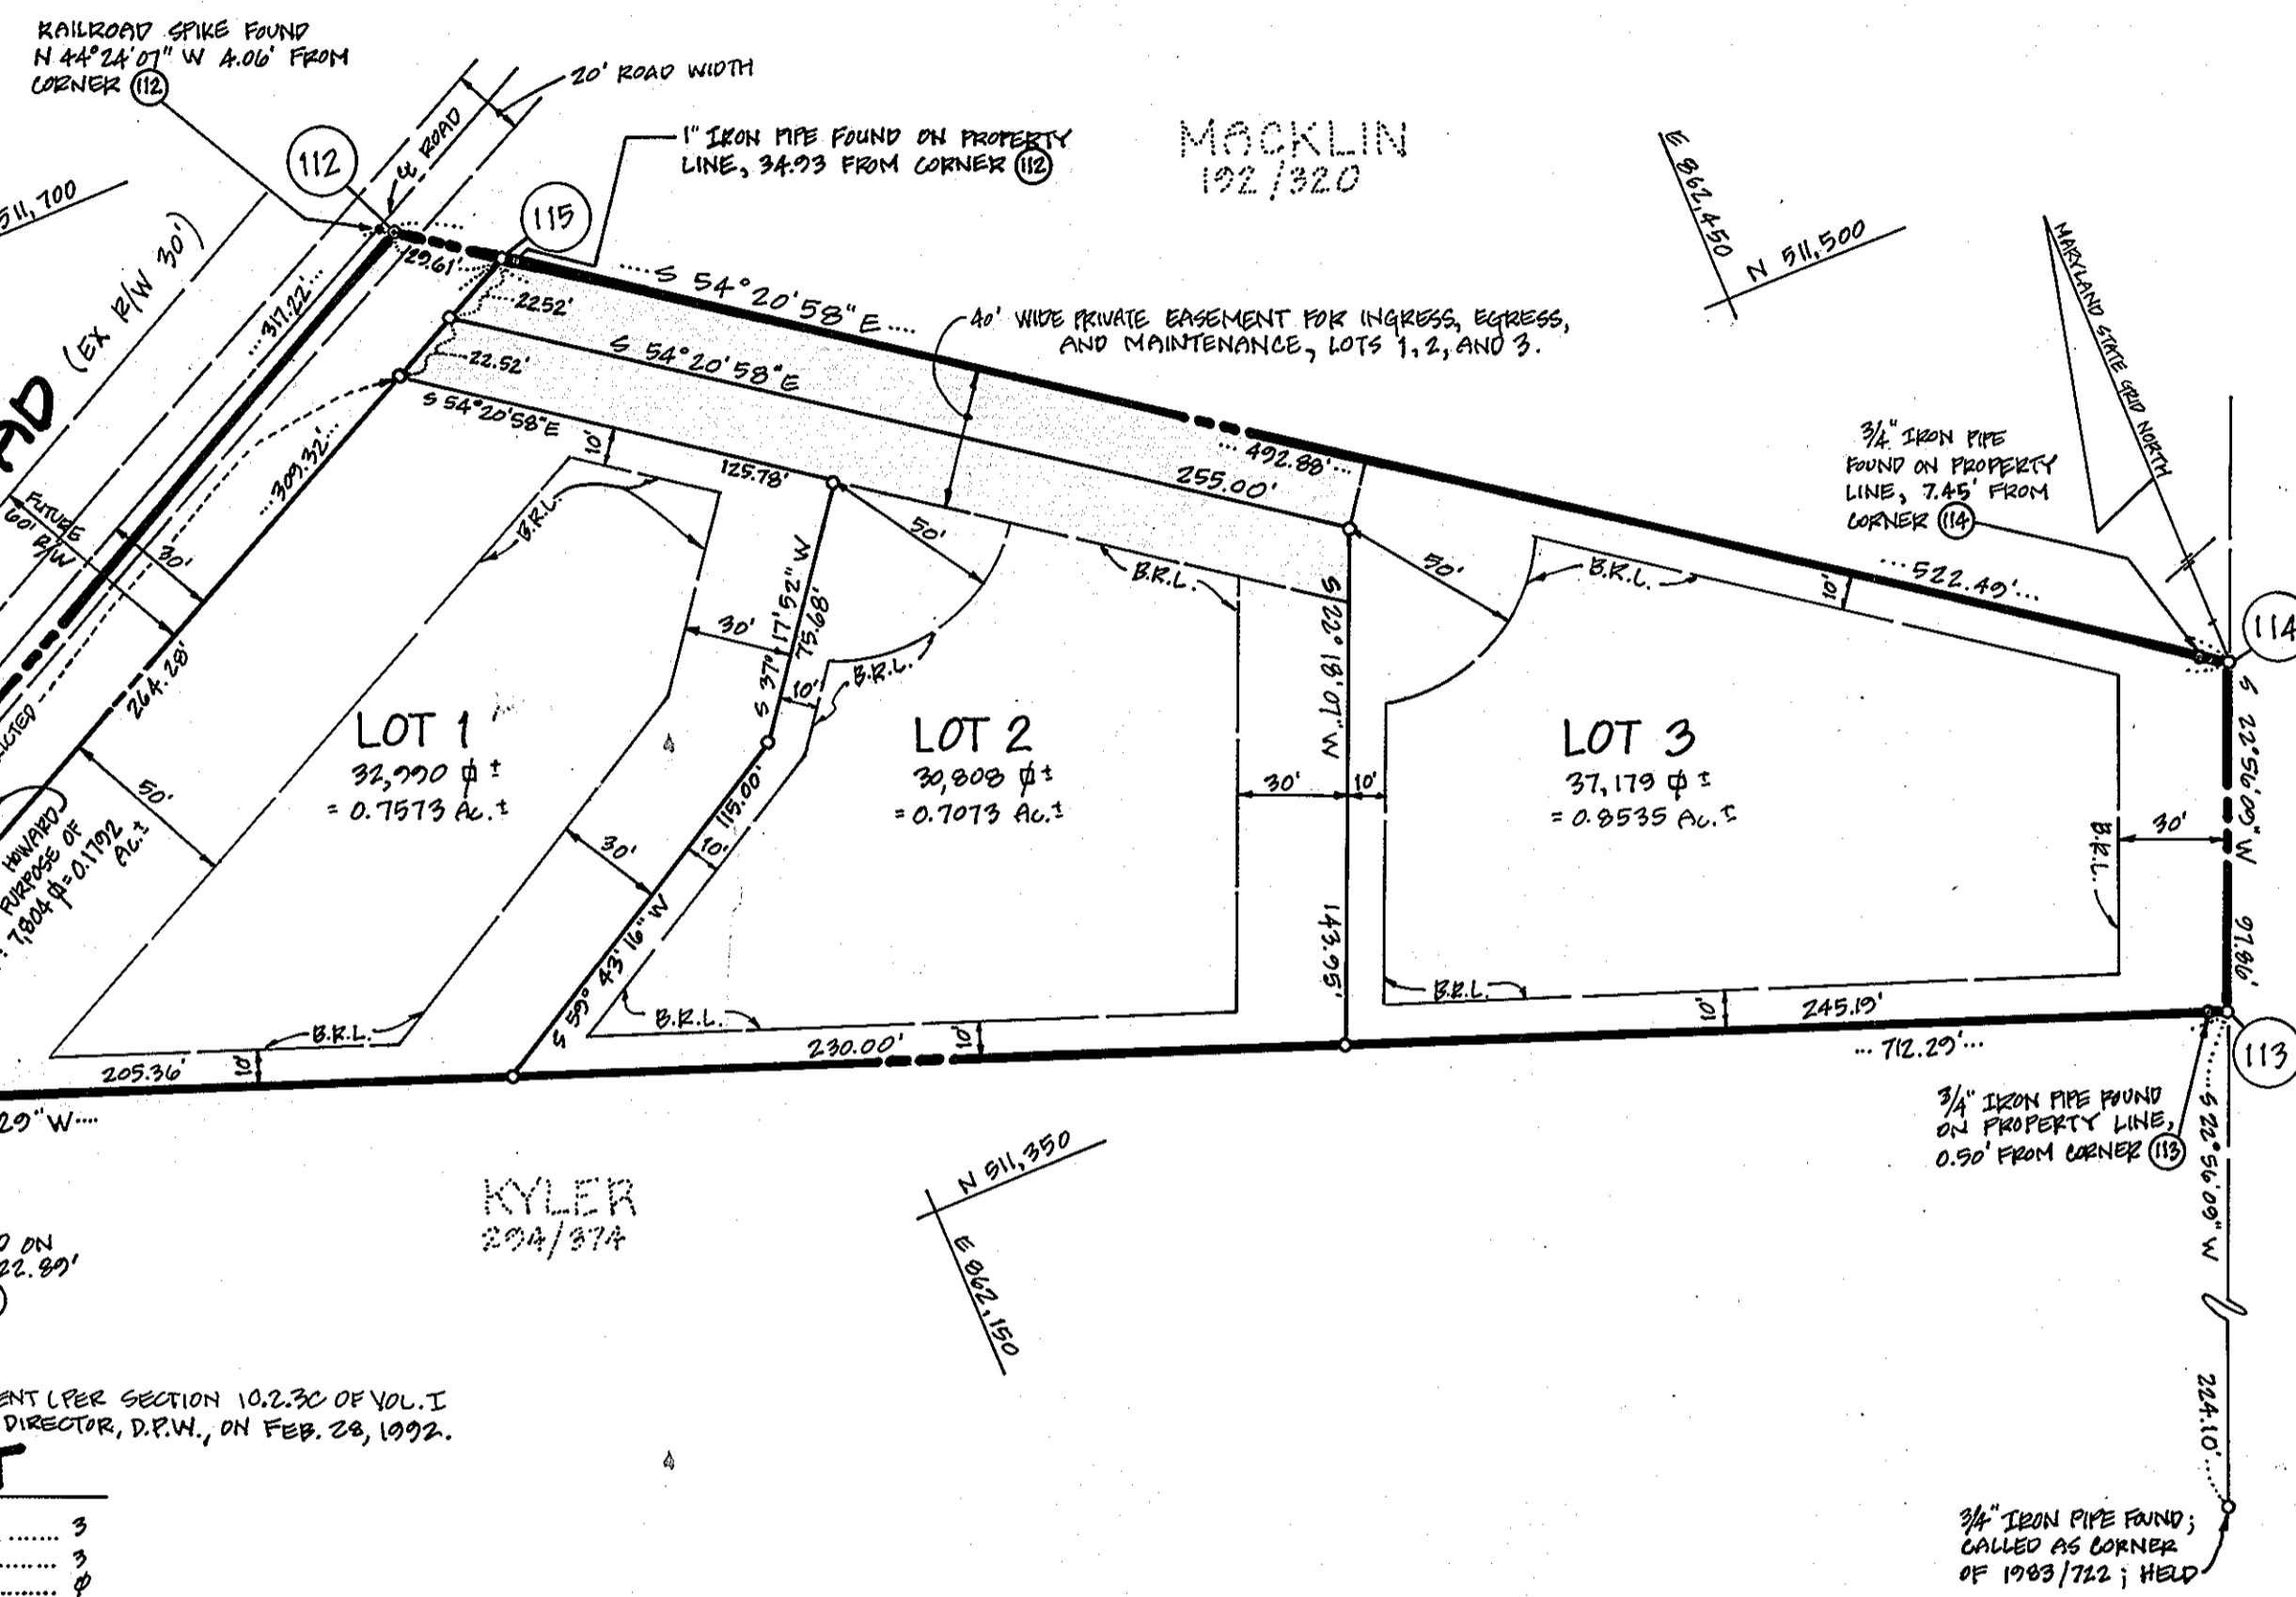 RAILROAD SPIKE FOUND
N 44°24'07" W 4.06' FROM
CORNER (112)
20' ROAD WIDTH
℄ ROAD
112
115
1" IRON PIPE FOUND ON PROPERTY
LINE, 34.93 FROM CORNER (112)
MACKLIN
192/320
511,700
(EX R/W 30')
E 862,450
N 511,500
MARYLAND STATE GRID NORTH
29.61'
...317.22'...
22.52'
22.52'
....S 54°20'58"E....
S 54°20'58"E
S 54°20'58"E
40' WIDE PRIVATE EASEMENT FOR INGRESS, EGRESS,
AND MAINTENANCE, LOTS 1, 2, AND 3.
...492.88'...
255.00'
125.78'
10'
...309.32'...
3/4" IRON PIPE
FOUND ON PROPERTY
LINE, 7.45' FROM
CORNER (114)
...522.49'...
114
FUTURE
60' R/W
30'
264.28'
50'
B.R.L.
30'
S 37°17'52" W
75.68'
10'
50'
B.R.L.
B.R.L.
S 22°18'07" W
143.95'
50'
B.R.L.
10'
S 22°56'09" W 97.86'
LOT 1
32,990 ⌀ ±
= 0.7573 Ac.±
LOT 2
30,808 ⌀ ±
= 0.7073 Ac.±
LOT 3
37,179 ⌀ ±
= 0.8535 Ac.±
30'
115.00'
10'
S 59° 43' 16" W
30'
10'
B.R.L.
30'
HOWARD
PURPOSE OF
7,804 ⌀ = 0.1792
Ac.±
B.R.L.
10'
205.36'
B.R.L.
230.00'
10'
B.R.L.
10'
245.19'
...712.29'...
113
29"W....
3/4" IRON PIPE FOUND
ON PROPERTY LINE,
0.50' FROM CORNER (113)
S 22°56'09" W
224.10'
KYLER
294/374
N 511,350
E 862,150
ON
22.89'
(PER SECTION 10.2.3C OF VOL. I
DIRECTOR, D.P.W., ON FEB. 28, 1992.
....... 3
....... 3
....... Ø
3/4" IRON PIPE FOUND;
CALLED AS CORNER
OF 1983/722; HELD